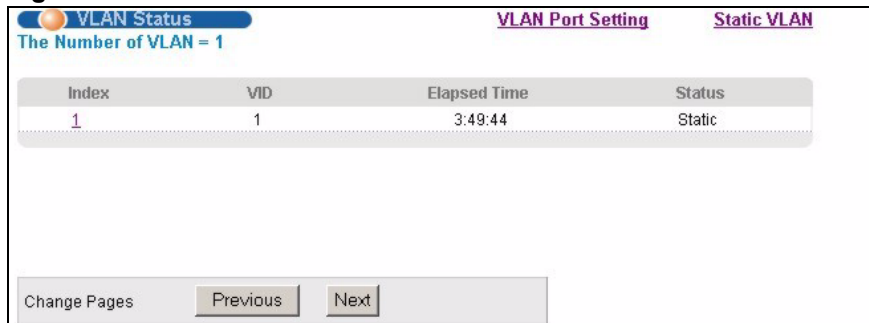 VLAN Status VLAN Port Setting Static VLAN
The Number of VLAN = 1
Index VID Elapsed Time Status
1 1 3:49:44 Static
Change Pages Previous Next